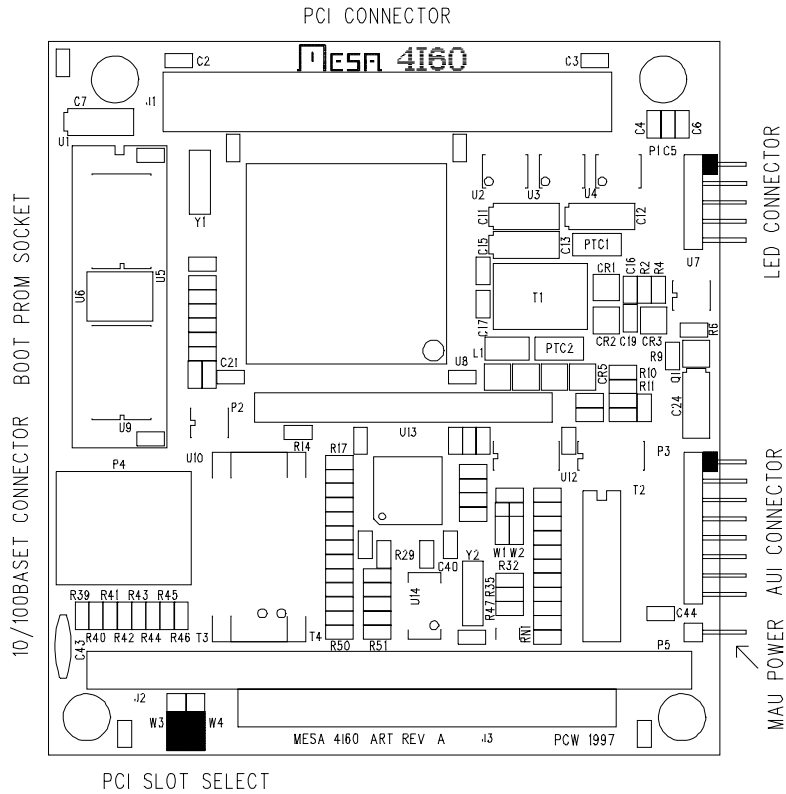 PCI CONNECTOR
MESA 4I60
C2
C3
C7
J1
U1
C4
C6
P1
C5
LED CONNECTOR
U2
U3
U4
Y1
C11
C12
C15
C13
PTC1
BOOT PROM SOCKET
U5
U6
U7
CR1
C16
R2
R4
T1
C17
CR2
C19
CR3
R6
L1
PTC2
R9
Q1
C21
U8
CR5
R10
R11
C24
P2
U9
R14
U13
R17
U10
U12
P3
P4
T2
10/100BASET CONNECTOR
AUI CONNECTOR
W1
W2
R29
C40
Y2
R32
U14
R35
R47
R39
R41
R43
R45
R40
R42
R44
R46
T3
T4
R50
R51
RN1
C44
C43
P5
MAU POWER
J2
W3
W4
MESA 4I60 ART REV A
J3
PCW 1997
PCI SLOT SELECT